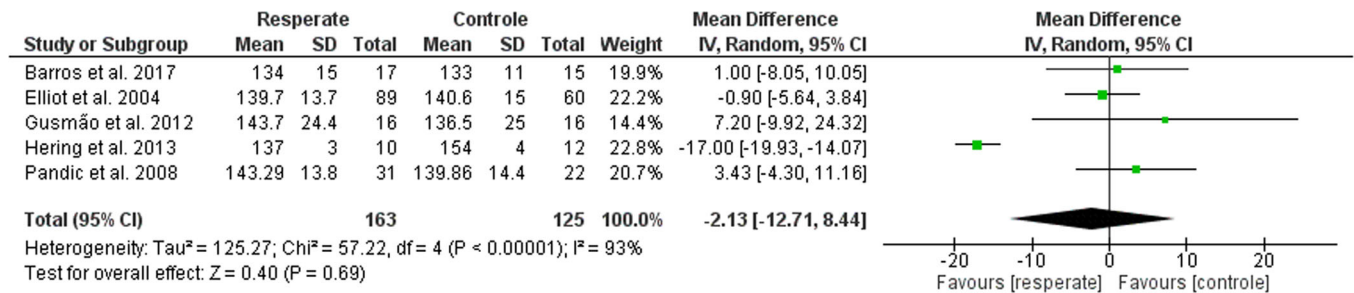 Resperate Controle Mean Difference Mean Difference
Study or Subgroup Mean SD Total Mean SD Total Weight IV, Random, 95% CI IV, Random, 95% CI
Barros et al. 2017 134 15 17 133 11 15 19.9% 1.00 [-8.05, 10.05]
Elliot et al. 2004 139.7 13.7 89 140.6 15 60 22.2% -0.90 [-5.64, 3.84]
Gusmão et al. 2012 143.7 24.4 16 136.5 25 16 14.4% 7.20 [-9.92, 24.32]
Hering et al. 2013 137 3 10 154 4 12 22.8% -17.00 [-19.93, -14.07]
Pandic et al. 2008 143.29 13.8 31 139.86 14.4 22 20.7% 3.43 [-4.30, 11.16]
Total (95% CI) 163 125 100.0% -2.13 [-12.71, 8.44]
Heterogeneity: Tau² = 125.27; Chi² = 57.22, df = 4 (P < 0.00001); I² = 93%
Test for overall effect: Z = 0.40 (P = 0.69)
-20 -10 0 10 20
Favours [resperate] Favours [controle]